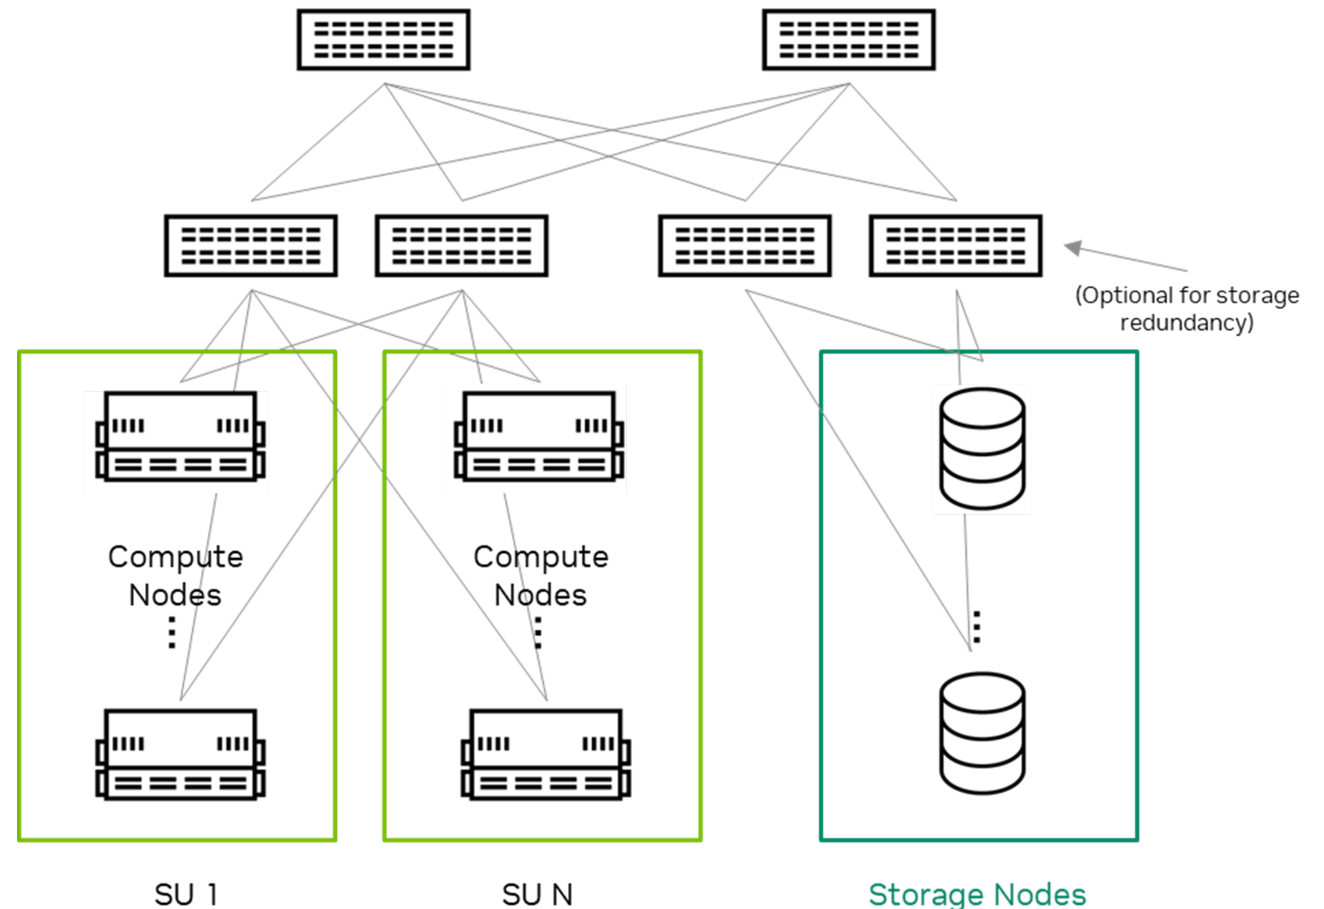 (Optional for storage
redundancy)
Compute
Nodes
Compute
Nodes
SU 1
SU N
Storage Nodes